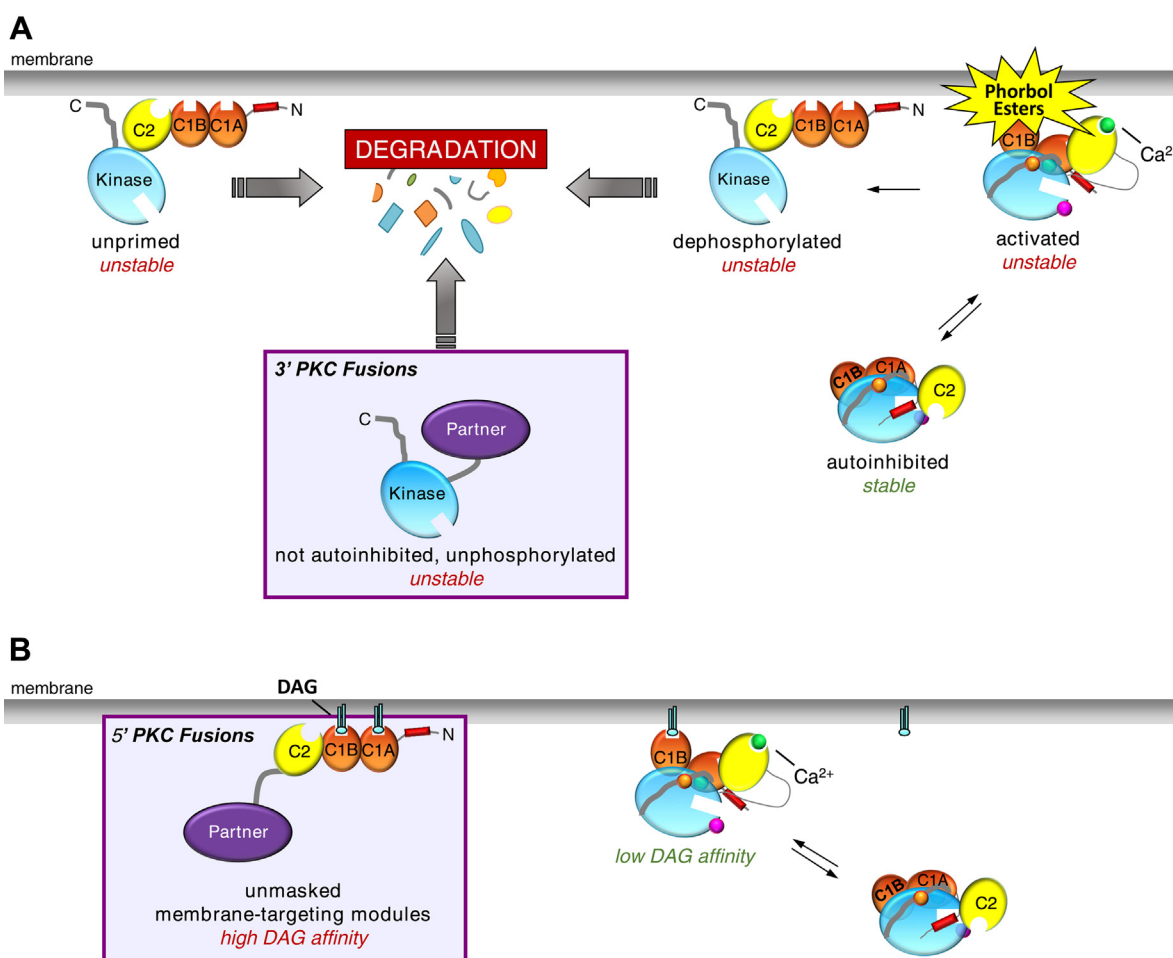 A
membrane
C
C2
C1B
C1A
N
Kinase
unprimed
unstable
DEGRADATION
C
C2
C1B
C1A
N
Kinase
dephosphorylated
unstable
Phorbol
Esters
C1B
Ca2
activated
unstable
C1B
C1A
C2
autoinhibited
stable
3’ PKC Fusions
C
Partner
Kinase
not autoinhibited, unphosphorylated
unstable
B
membrane
DAG
5’ PKC Fusions
C2
C1B
C1A
N
Partner
unmasked
membrane-targeting modules
high DAG affinity
C1B
Ca2+
low DAG affinity
C1B
C1A
C2